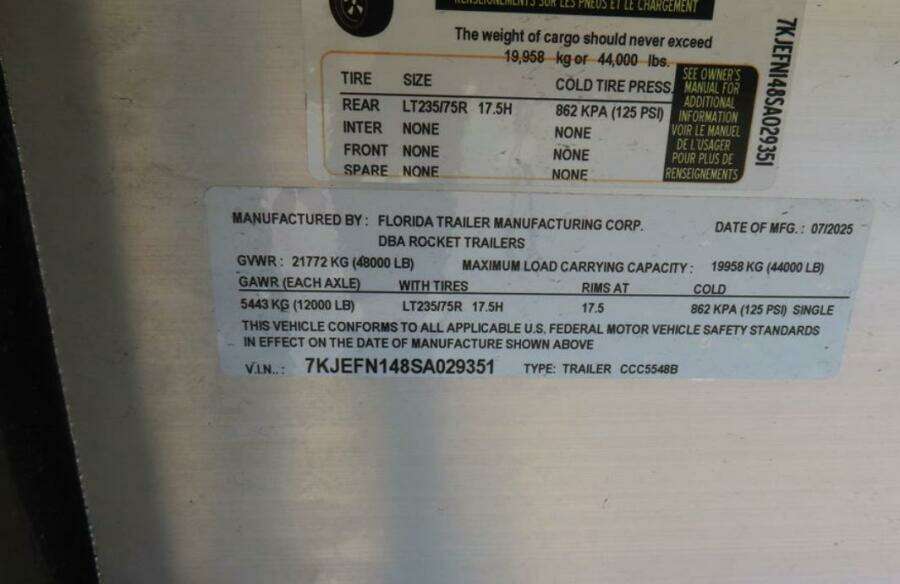 RENSEIGNEMENTS SUR LES PNEUS ET LE CHARGEMENT
The weight of cargo should never exceed
19,958 kg or 44,000 lbs.
TIRE SIZE COLD TIRE PRESS.
REAR LT235/75R 17.5H 862 KPA (125 PSI)
INTER NONE NONE
FRONT NONE NONE
SPARE NONE NONE
SEE OWNER'S
MANUAL FOR
ADDITIONAL
INFORMATION
VOIR LE MANUEL
DE L'USAGER
POUR PLUS DE
RENSEIGNEMENTS
7KJEFN148SA029351
MANUFACTURED BY : FLORIDA TRAILER MANUFACTURING CORP. DATE OF MFG. : 07/2025
DBA ROCKET TRAILERS
GVWR : 21772 KG (48000 LB) MAXIMUM LOAD CARRYING CAPACITY : 19958 KG (44000 LB)
GAWR (EACH AXLE) WITH TIRES RIMS AT COLD
5443 KG (12000 LB) LT235/75R 17.5H 17.5 862 KPA (125 PSI) SINGLE
THIS VEHICLE CONFORMS TO ALL APPLICABLE U.S. FEDERAL MOTOR VEHICLE SAFETY STANDARDS
IN EFFECT ON THE DATE OF MANUFACTURE SHOWN ABOVE
V.I.N.. : 7KJEFN148SA029351 TYPE: TRAILER CCC5548B